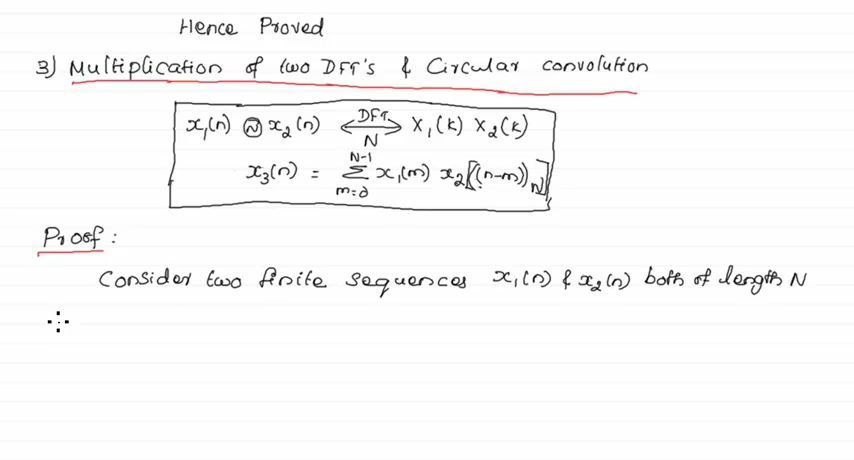 Hence Proved
3) Multiplication of two DFT's & Circular convolution
x₁(n) Ⓝ x₂(n) ⟷ X₁(k) X₂(k)
DFT
N
x₃(n) = Σ x₁(m) x₂[((n-m))_N]
N-1
m=0
Proof :
Consider two finite sequences x₁(n) & x₂(n) both of length N